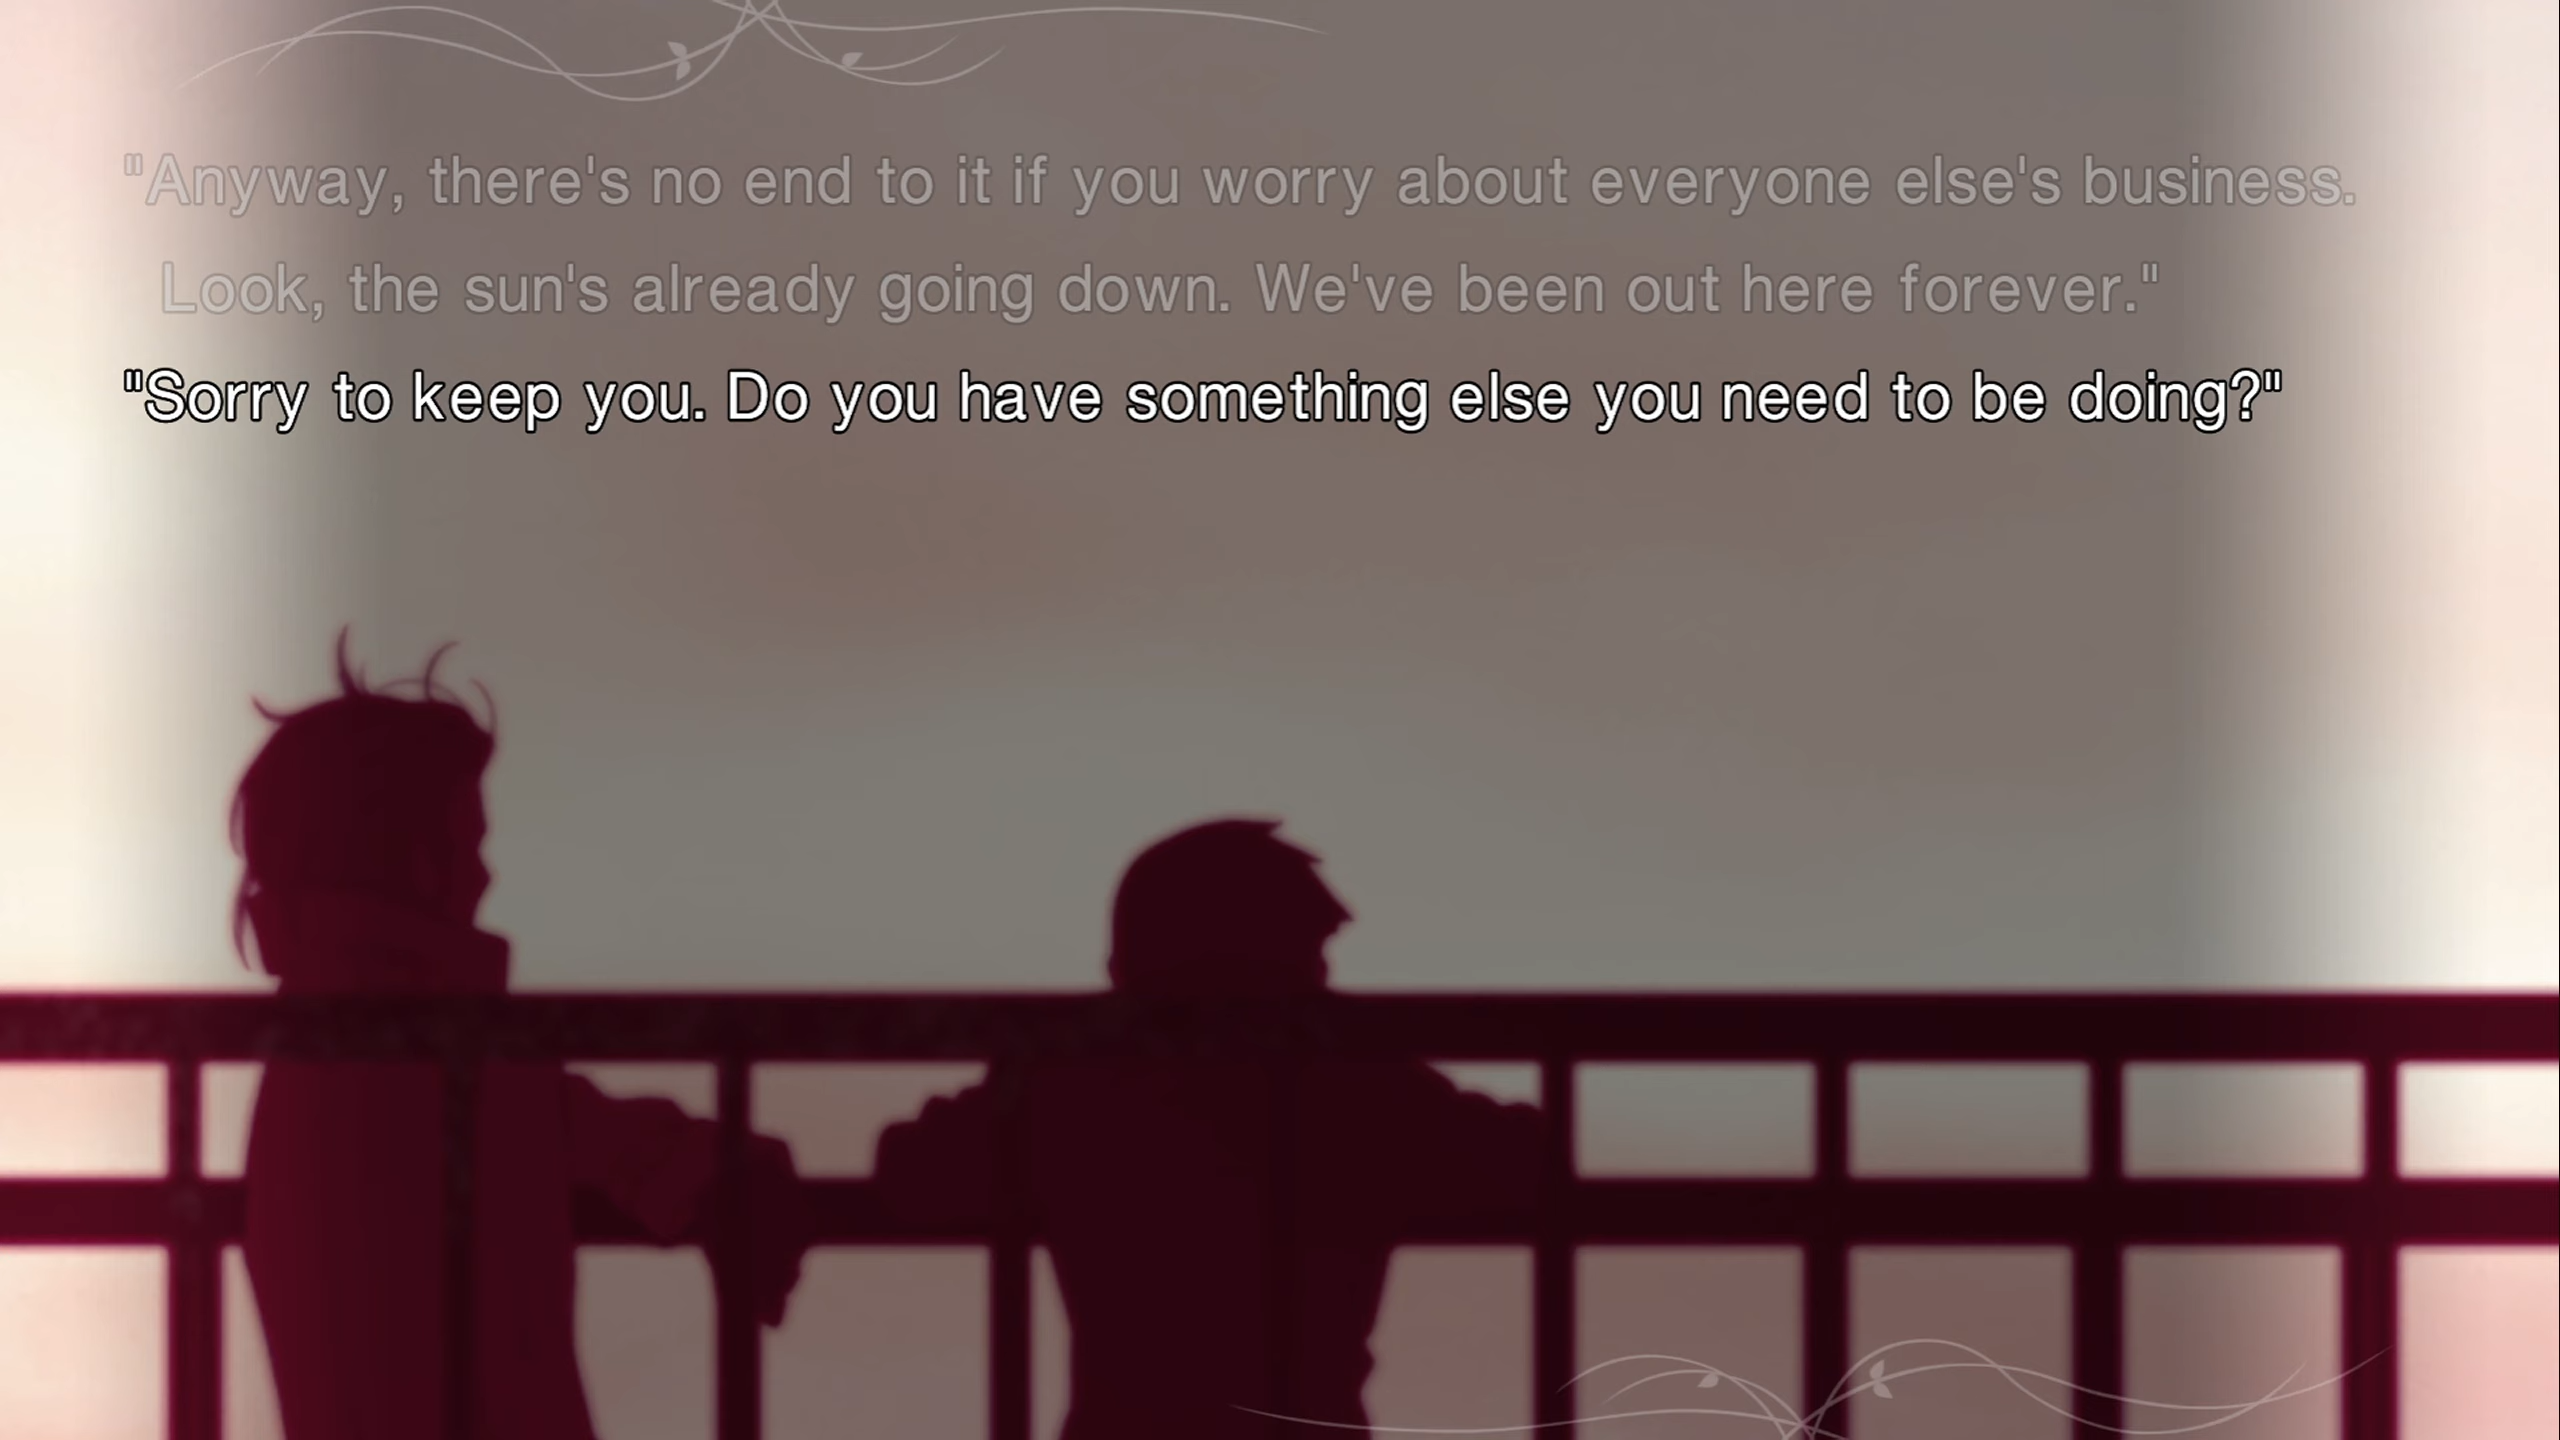 "Anyway, there's no end to it if you worry about everyone else's business.
Look, the sun's already going down. We've been out here forever."
"Sorry to keep you. Do you have something else you need to be doing?"